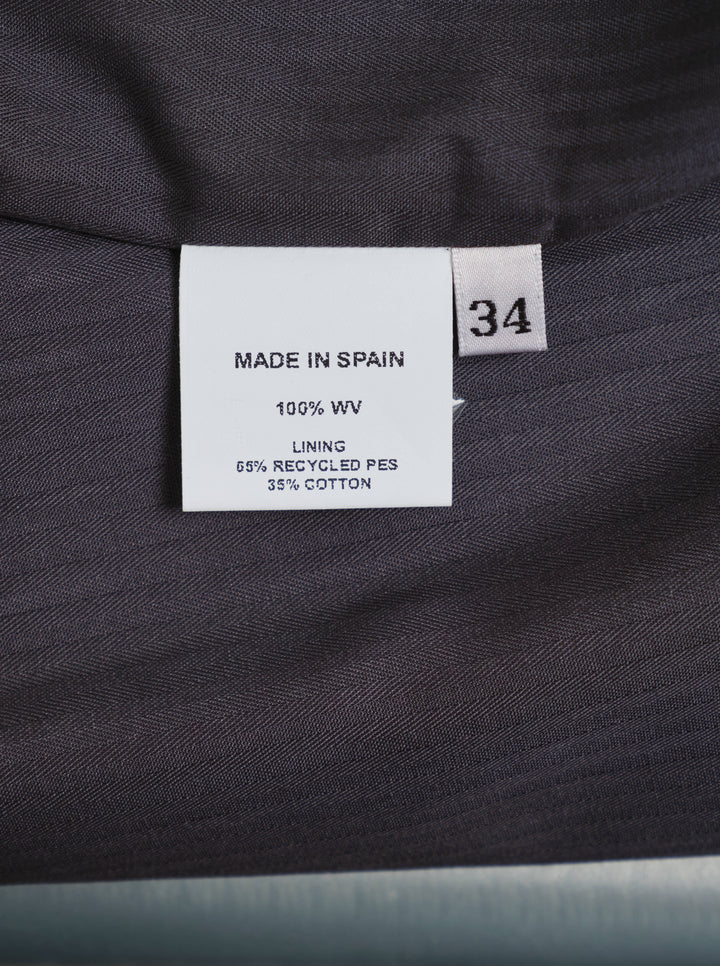 MADE IN SPAIN
100% WV
LINING
65% RECYCLED PES
35% COTTON
34